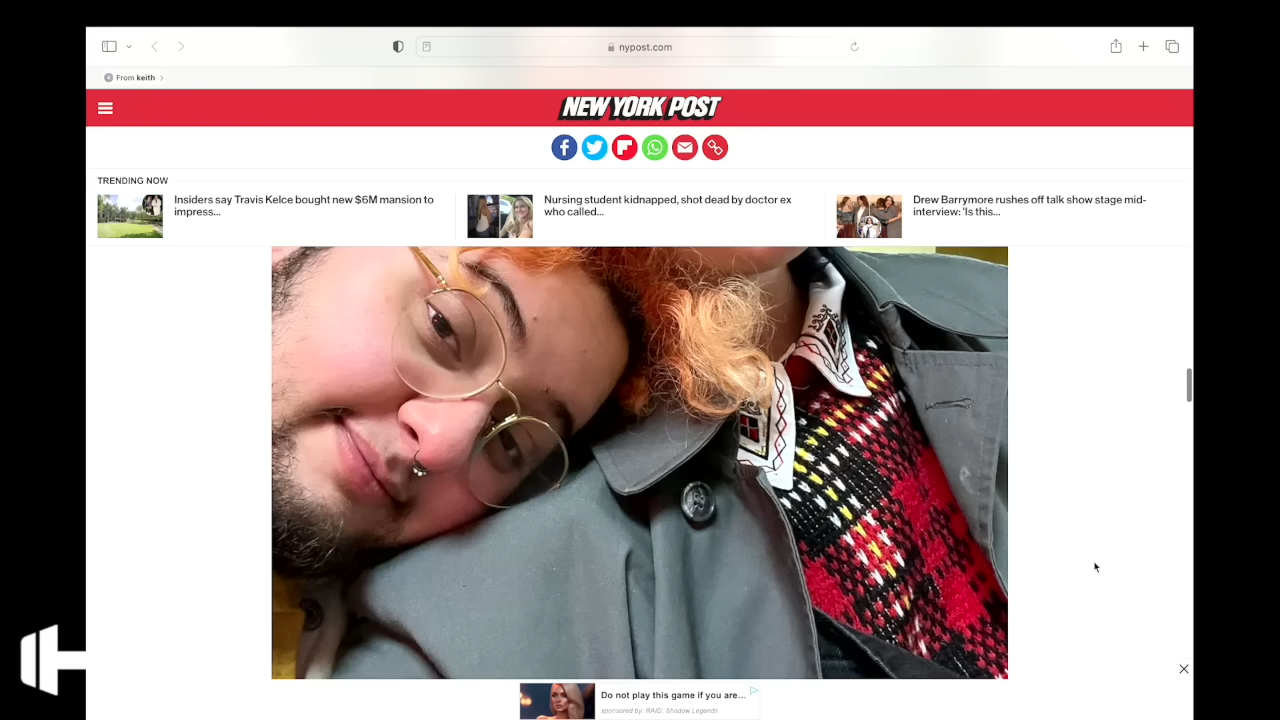 nypost.com
From keith
NEW YORK POST
TRENDING NOW
Insiders say Travis Kelce bought new $6M mansion to
impress...
Nursing student kidnapped, shot dead by doctor ex
who called...
Drew Barrymore rushes off talk show stage mid-
interview: 'Is this...
Do not play this game if you are...
sponsored by: RAID: Shadow Legends